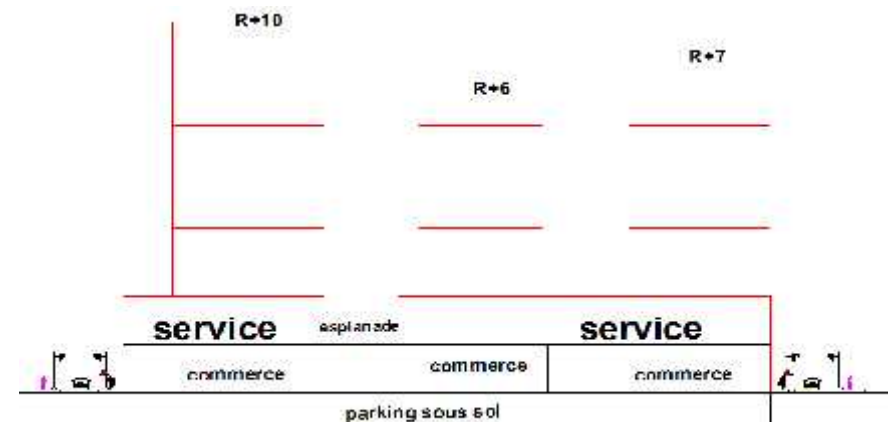 R+10
R+7
R+6
service esplanade service
commerce commerce commerce
parking sous sol